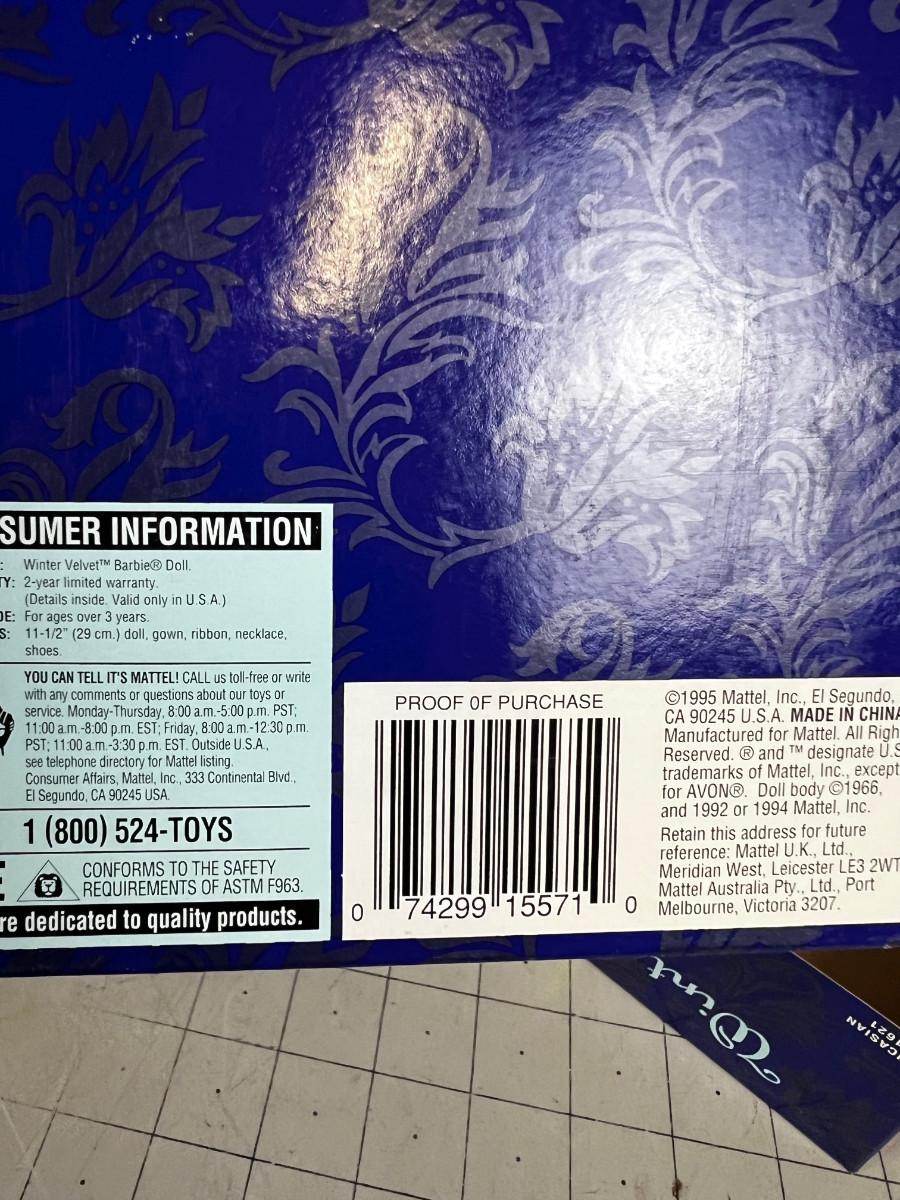 SUMER INFORMATION
: Winter Velvet™ Barbie® Doll.
TY: 2-year limited warranty.
(Details inside. Valid only in U.S.A.)
DE: For ages over 3 years.
S: 11-1/2" (29 cm.) doll, gown, ribbon, necklace,
shoes.
YOU CAN TELL IT'S MATTEL! CALL us toll-free or write
with any comments or questions about our toys or
service. Monday-Thursday, 8:00 a.m.-5:00 p.m. PST;
11:00 a.m.-8:00 p.m. EST; Friday, 8:00 a.m.-12:30 p.m.
PST; 11:00 a.m.-3:30 p.m. EST. Outside U.S.A.,
see telephone directory for Mattel listing.
Consumer Affairs, Mattel, Inc., 333 Continental Blvd.,
El Segundo, CA 90245 USA.
1 (800) 524-TOYS
E CONFORMS TO THE SAFETY
REQUIREMENTS OF ASTM F963.
re dedicated to quality products.
PROOF OF PURCHASE
0 74299 15571 0
©1995 Mattel, Inc., El Segundo,
CA 90245 U.S.A. MADE IN CHINA
Manufactured for Mattel. All Righ
Reserved. ® and ™ designate U.S
trademarks of Mattel, Inc., except
for AVON®. Doll body ©1966,
and 1992 or 1994 Mattel, Inc.
Retain this address for future
reference: Mattel U.K., Ltd.,
Meridian West, Leicester LE3 2WT
Mattel Australia Pty., Ltd., Port
Melbourne, Victoria 3207.
Wint
CASIAN
1621